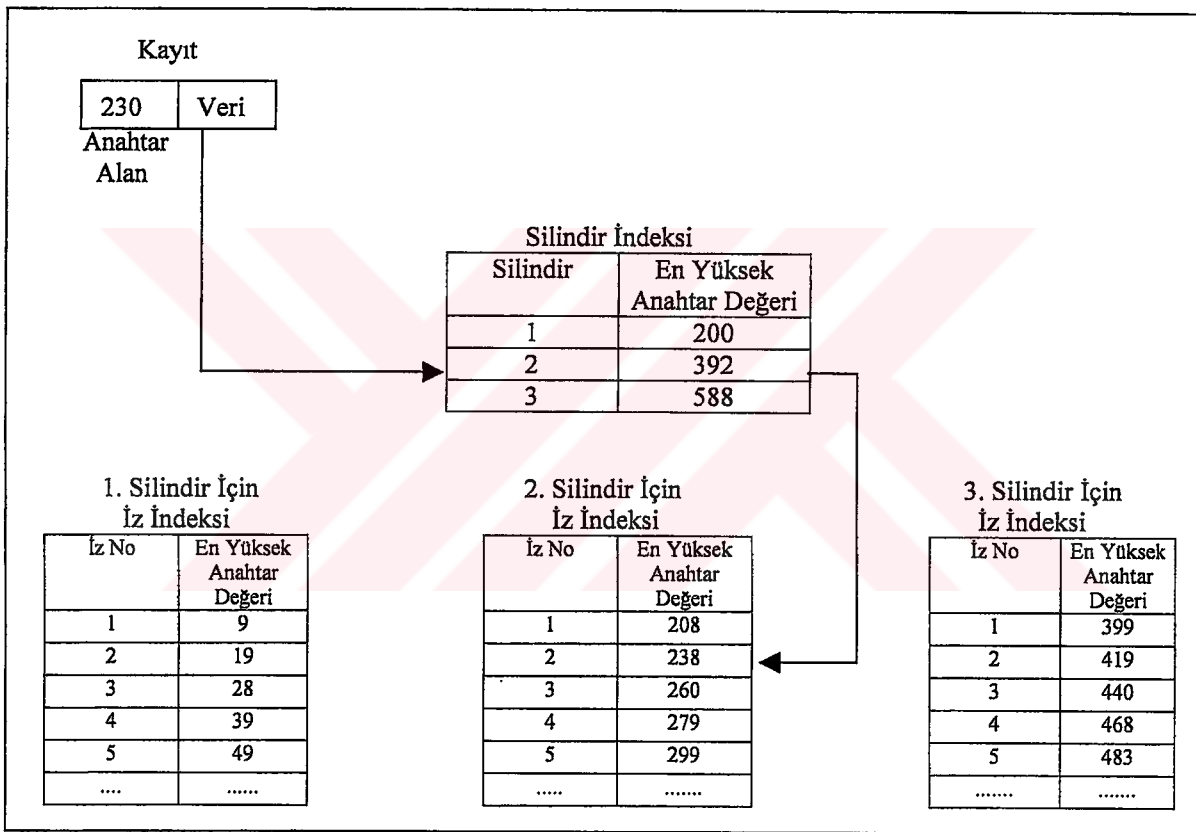 Kayıt
230 Veri
Anahtar
Alan
Silindir İndeksi
Silindir En Yüksek
Anahtar Değeri
1 200
2 392
3 588
1. Silindir İçin
İz İndeksi
İz No En Yüksek
Anahtar
Değeri
1 9
2 19
3 28
4 39
5 49
.... ......
2. Silindir İçin
İz İndeksi
İz No En Yüksek
Anahtar
Değeri
1 208
2 238
3 260
4 279
5 299
..... .......
3. Silindir İçin
İz İndeksi
İz No En Yüksek
Anahtar
Değeri
1 399
2 419
3 440
4 468
5 483
....... .......